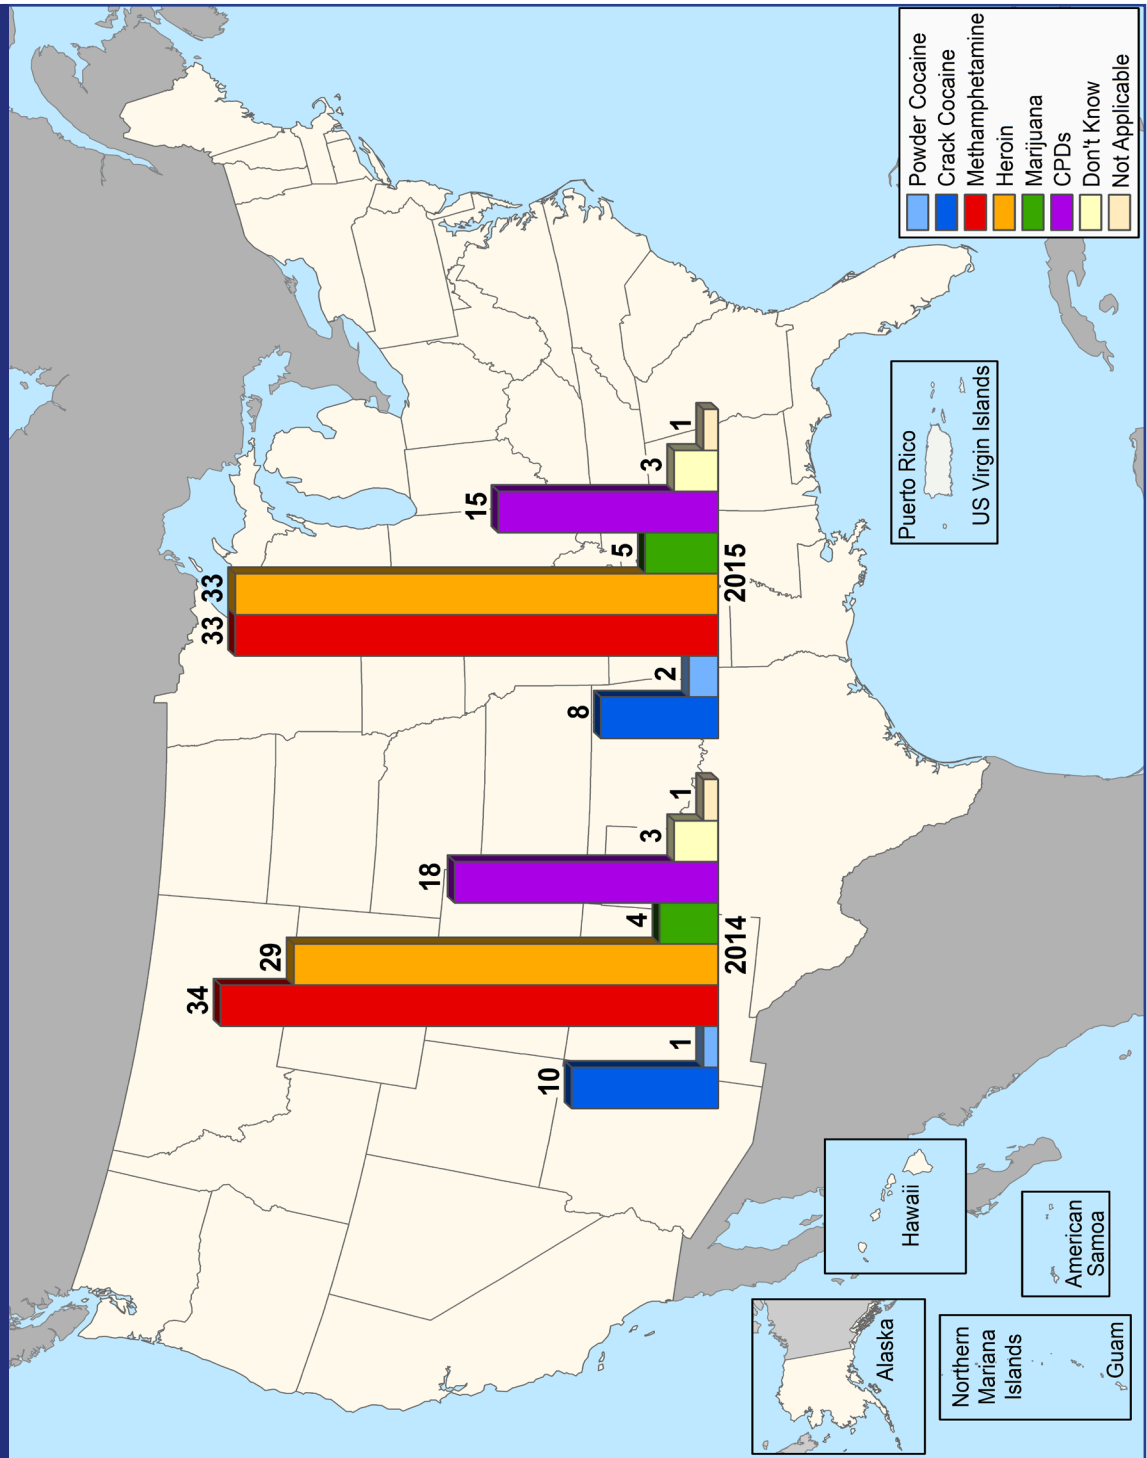 34
29
10
1
4
18
3
1
2014
33
33
8
2
5
15
3
1
2015
Powder Cocaine
Crack Cocaine
Methamphetamine
Heroin
Marijuana
CPDs
Don't Know
Not Applicable
Alaska
Northern
Mariana
Islands
Guam
Hawaii
American
Samoa
Puerto Rico
US Virgin Islands